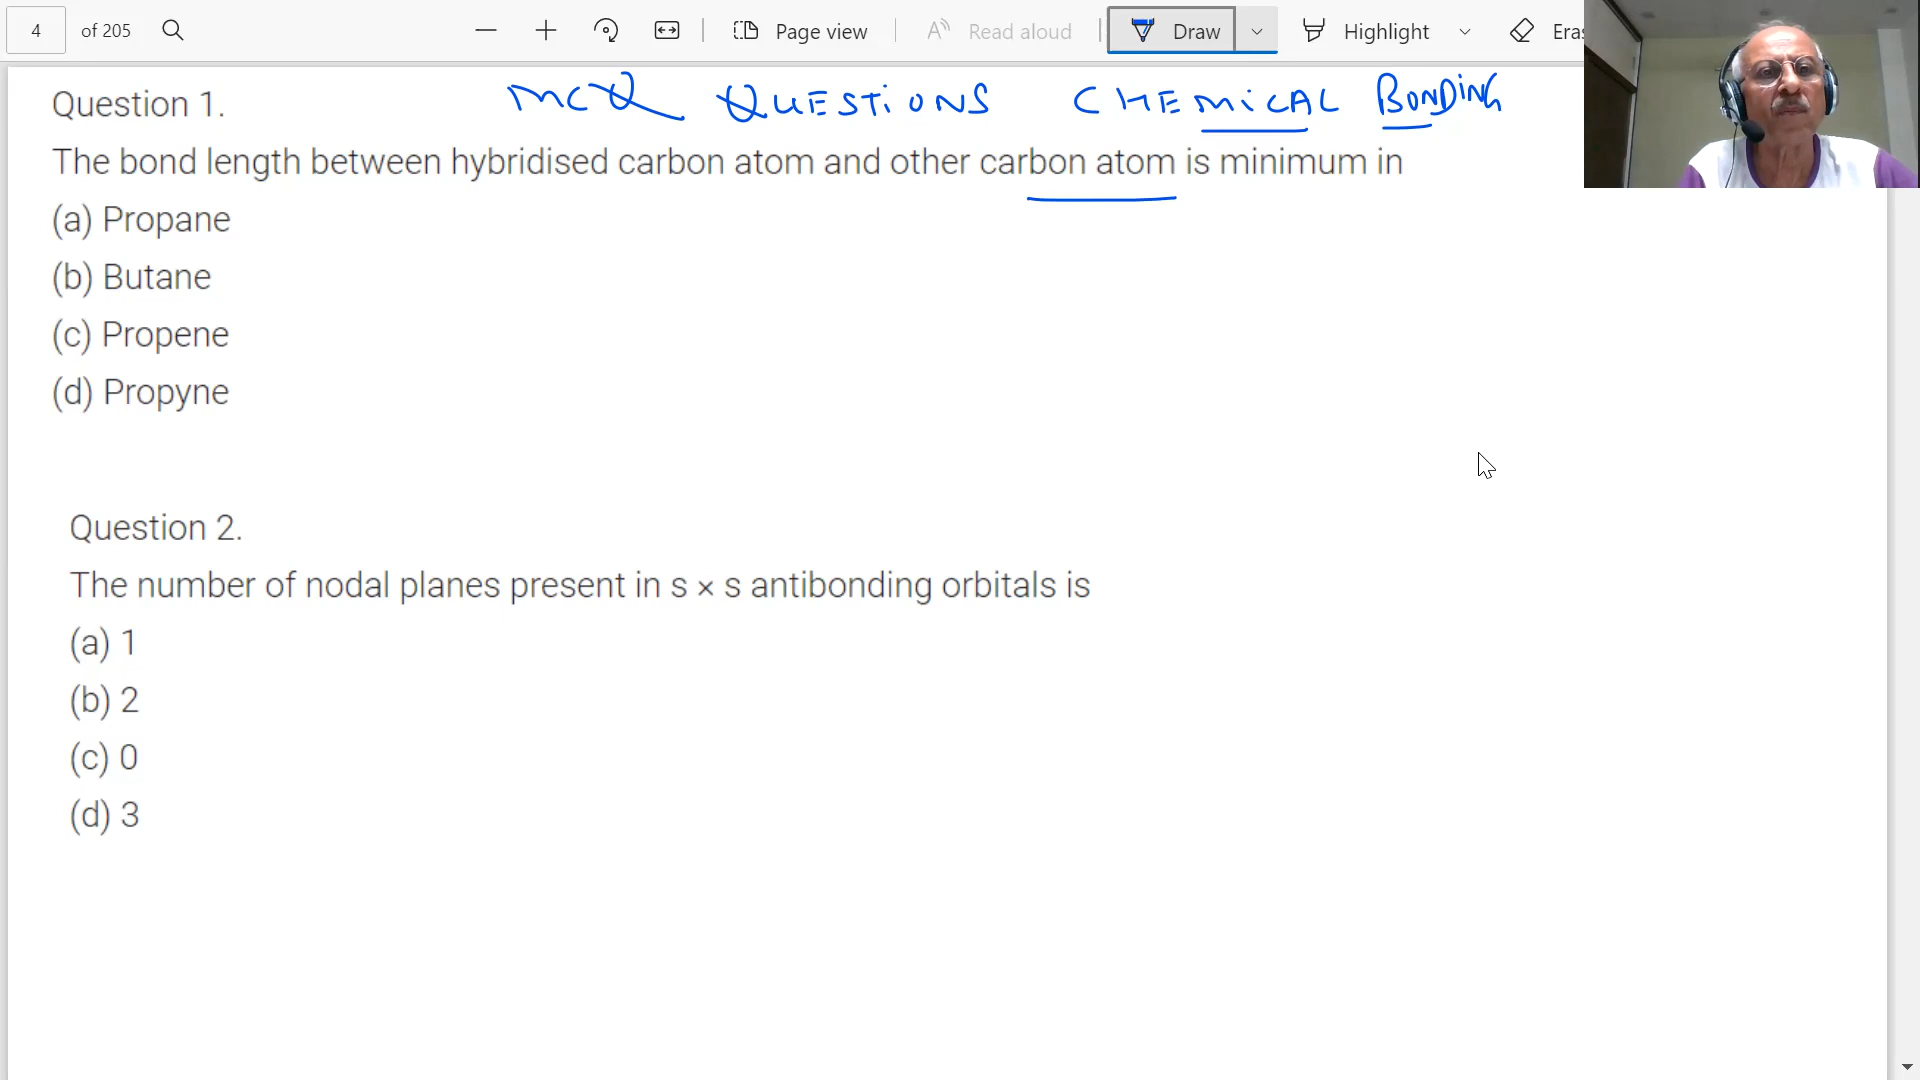 4 of 205 Page view Read aloud Draw Highlight Eras
MCQ QUESTIONS CHEMICAL BONDING
Question 1.
The bond length between hybridised carbon atom and other carbon atom is minimum in
(a) Propane
(b) Butane
(c) Propene
(d) Propyne
Question 2.
The number of nodal planes present in s × s antibonding orbitals is
(a) 1
(b) 2
(c) 0
(d) 3